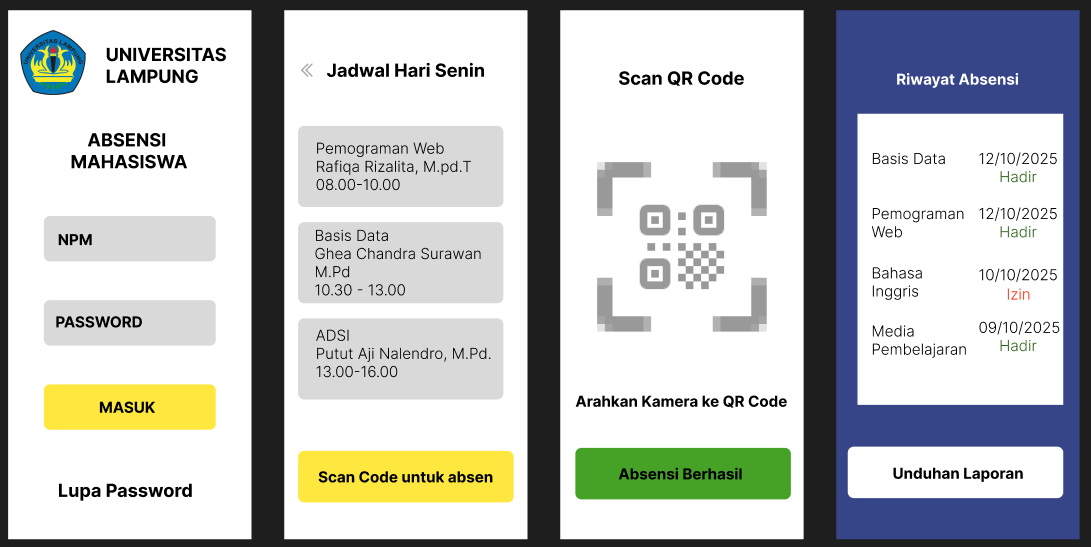 UNIVERSITAS LAMPUNG
UNIVERSITAS
LAMPUNG
ABSENSI
MAHASISWA
NPM
PASSWORD
MASUK
Lupa Password
Jadwal Hari Senin
Pemograman Web
Rafiqa Rizalita, M.pd.T
08.00-10.00
Basis Data
Ghea Chandra Surawan
M.Pd
10.30 - 13.00
ADSI
Putut Aji Nalendro, M.Pd.
13.00-16.00
Scan Code untuk absen
Scan QR Code
Arahkan Kamera ke QR Code
Absensi Berhasil
Riwayat Absensi
Basis Data 12/10/2025
Hadir
Pemograman 12/10/2025
Web Hadir
Bahasa 10/10/2025
Inggris Izin
Media 09/10/2025
Pembelajaran Hadir
Unduhan Laporan